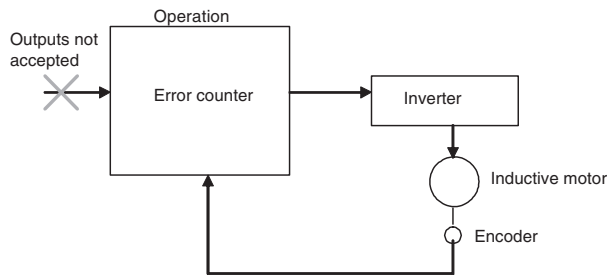 Operation
Outputs not
accepted
Error counter
Inverter
Inductive motor
Encoder